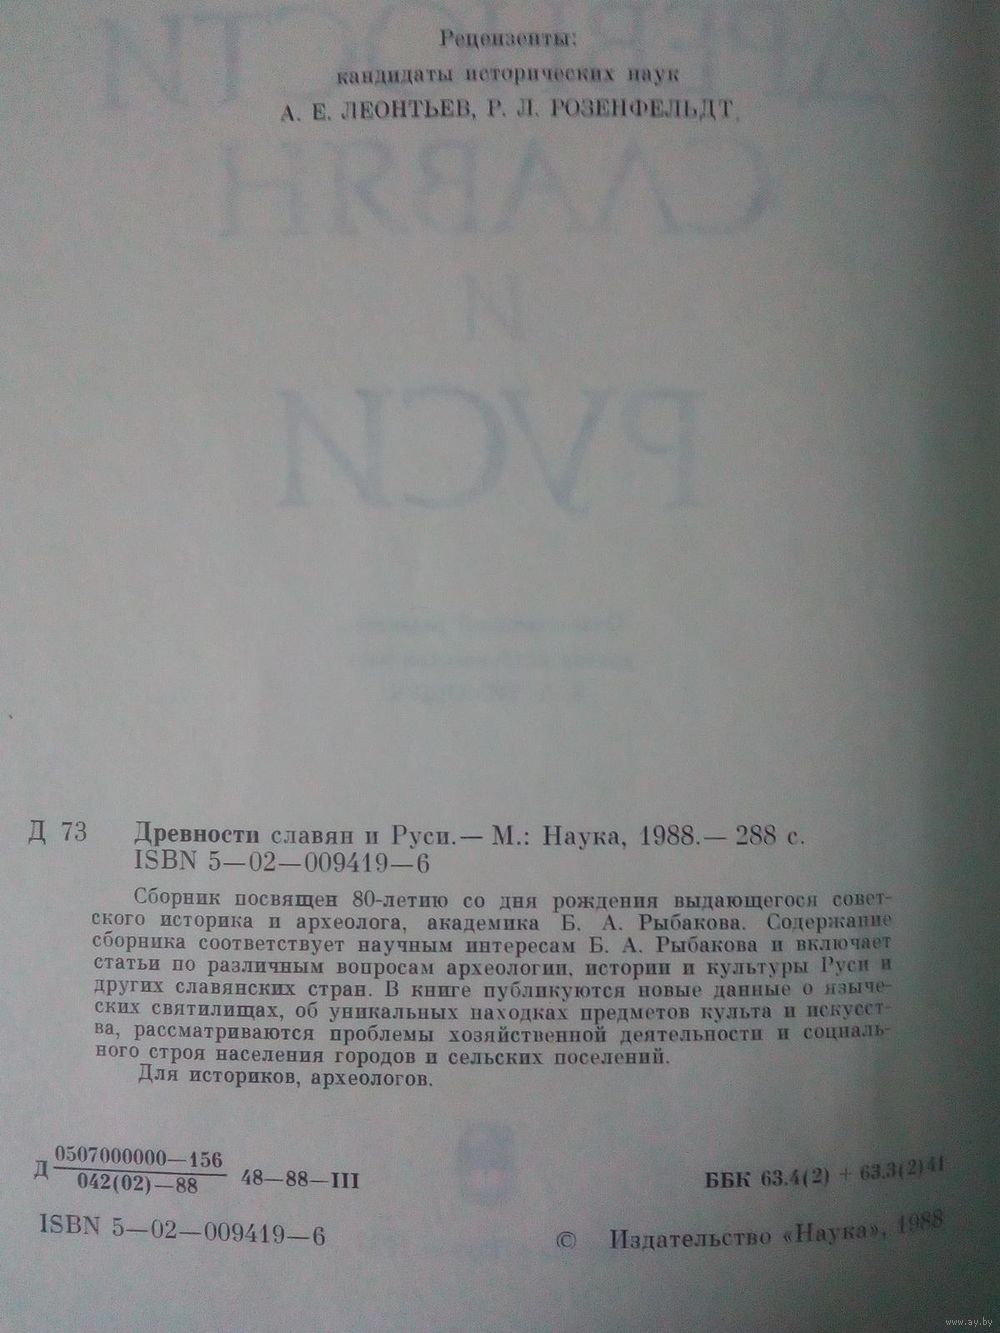 Рецензенты:
кандидаты исторических наук
А. Е. ЛЕОНТЬЕВ, Р. Л. РОЗЕНФЕЛЬДТ
ДРЕВНОСТИ
СЛАВЯН
И
РУСИ
Д 73 Древности славян и Руси.— М.: Наука, 1988.— 288 с.
ISBN 5—02—009419—6
Сборник посвящен 80-летию со дня рождения выдающегося совет-
ского историка и археолога, академика Б. А. Рыбакова. Содержание
сборника соответствует научным интересам Б. А. Рыбакова и включает
статьи по различным вопросам археологии, истории и культуры Руси и
других славянских стран. В книге публикуются новые данные о языче-
ских святилищах, об уникальных находках предметов культа и искусст-
ва, рассматриваются проблемы хозяйственной деятельности и социаль-
ного строя населения городов и сельских поселений.
Для историков, археологов.
Д 0507000000—156
042(02)—88 48—88—III
ББК 63.4(2) + 63.3(2)41
ISBN 5—02—009419—6
© Издательство «Наука», 1988
www.ay.by